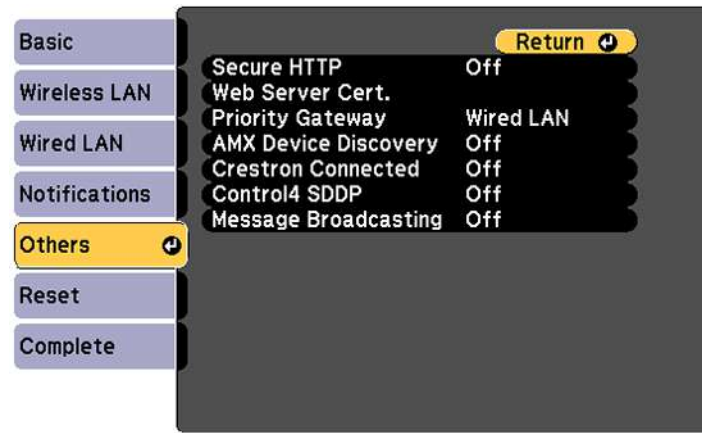 Basic
Wireless LAN
Wired LAN
Notifications
Others
Reset
Complete
Return
Secure HTTP Off
Web Server Cert.
Priority Gateway Wired LAN
AMX Device Discovery Off
Crestron Connected Off
Control4 SDDP Off
Message Broadcasting Off